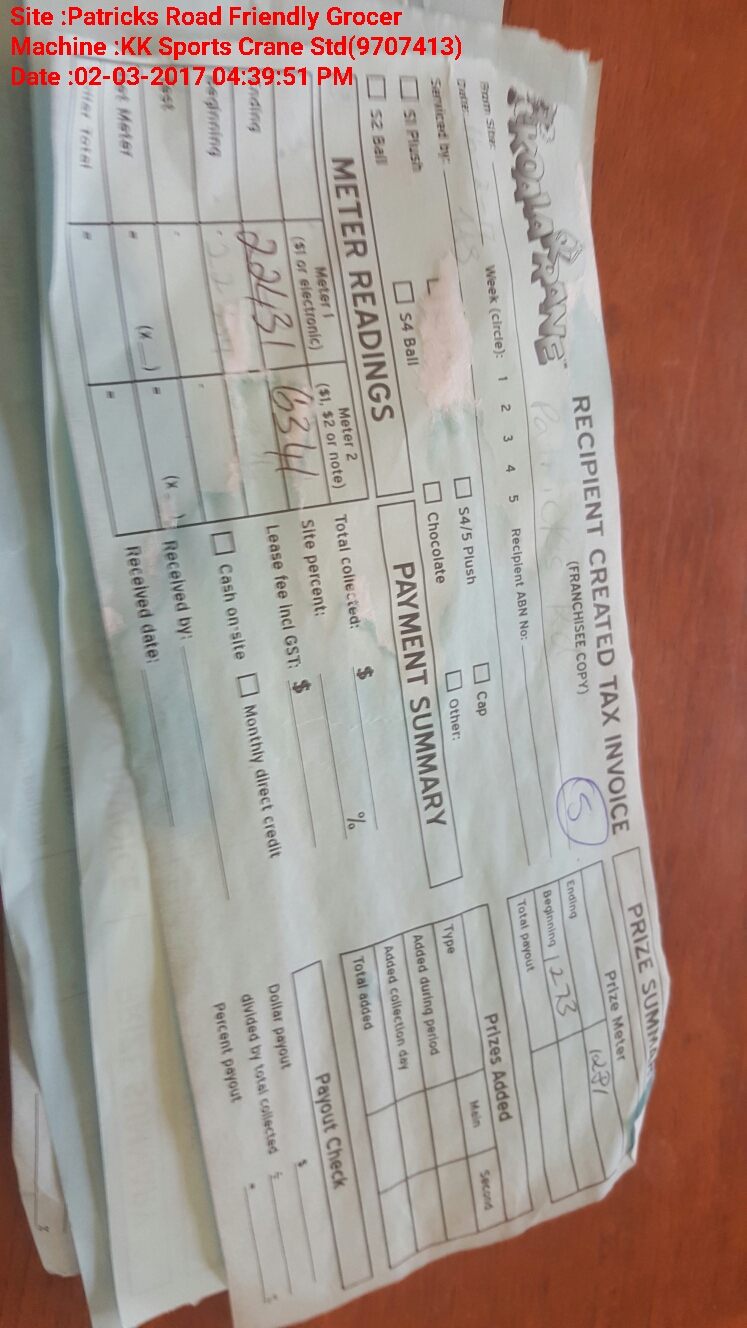 Site :Patricks Road Friendly Grocer
Machine :KK Sports Crane Std(9707413)
Date :02-03-2017 04:39:51 PM
KOALA KRANE™
RECIPIENT CREATED TAX INVOICE
(FRANCHISEE COPY)
5
From Site:
Date:
Week (circle): 1 2 3 4 5
Recipient ABN No:
Serviced by:
S1 Plush
S4/5 Plush
Cap
S2 Ball
S4 Ball
Chocolate
Other:
METER READINGS
Meter 1
($1 or electronic)
Meter 2
($1, $2 or note)
Ending 22431 6341
Beginning
(x )
(x )
PAYMENT SUMMARY
Total collected: $
Site percent: %
Lease fee incl GST: $
Cash on-site
Monthly direct credit
Received by:
Received date:
PRIZE SUMMARY
Prize Meter
Ending 1281
Beginning 1273
Total payout
Prizes Added
Type Main Second
Added during period
Added collection day
Total added
Payout Check
Dollar payout $
divided by total collected
Percent payout = %